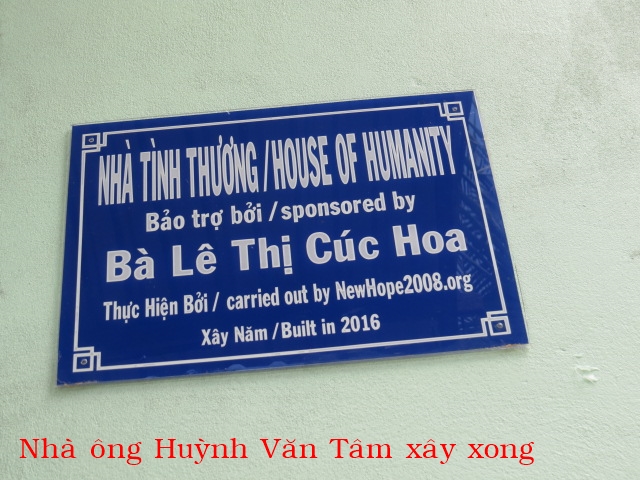 NHÀ TÌNH THƯƠNG / HOUSE OF HUMANITY
Bảo trợ bởi / sponsored by
Bà Lê Thị Cúc Hoa
Thực Hiện Bởi / carried out by NewHope2008.org
Xây Năm / Built in 2016
Nhà ông Huỳnh Văn Tâm xây xong